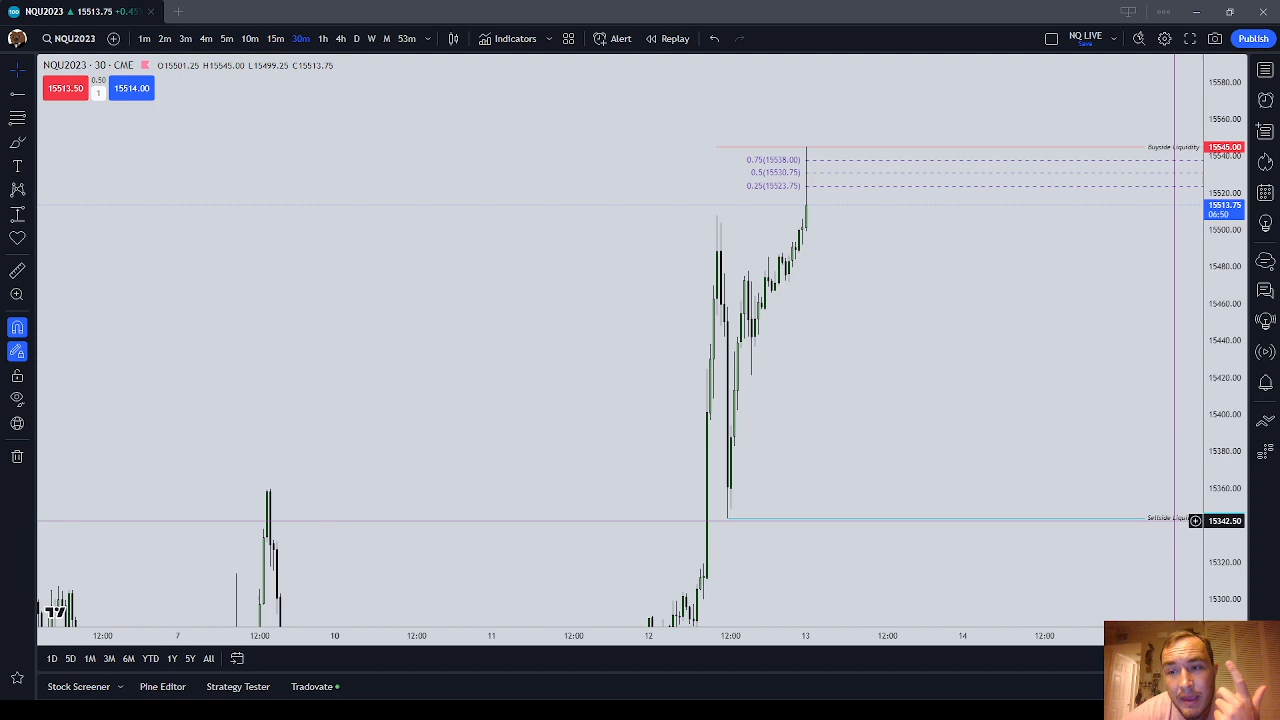 NQU2023 ▲ 15513.75 +0.45
NQU2023 1m 2m 3m 4m 5m 10m 15m 30m 1h 4h D W M 53m Indicators Alert Replay NQ LIVE Save Publish
NQU2023 · 30 · CME O15501.25 H15545.00 L15499.25 C15513.75
15513.50 0.50 1 15514.00
15580.00
15560.00
Buyside Liquidity 15545.00
15540.00
0.75(15538.00)
0.5(15530.75)
0.25(15523.75)
15520.00
15513.75
06:50
15500.00
15480.00
15460.00
15440.00
15420.00
15400.00
15380.00
15360.00
Sellside 15342.50
15320.00
15300.00
12:00 7 12:00 10 12:00 11 12:00 12 12:00 13 12:00 14 12:00
1D 5D 1M 3M 6M YTD 1Y 5Y All
Stock Screener Pine Editor Strategy Tester Tradovate